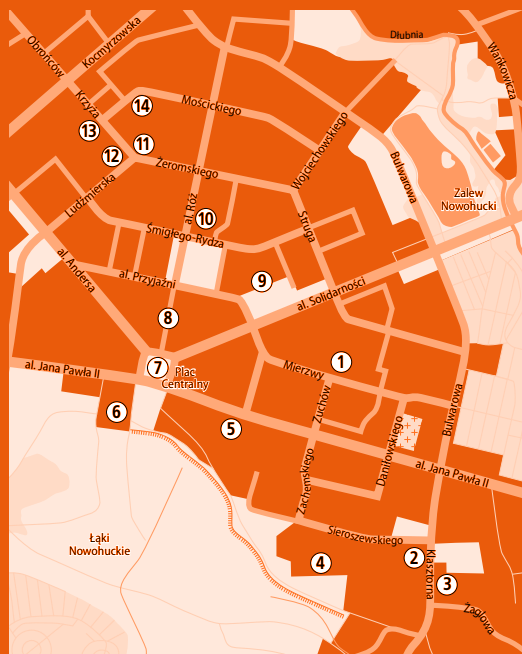 Dłubnia
Wańkowicza
Kocmyrzowska
Obrońców
Krzyża
14
Mościckiego
13
11
12
Żeromskiego
Wojciechowskiego
Bulwarowa
Ludźmierska
al. Róż
10
Zalew
Nowohucki
Struga
Śmigłego-Rydza
al. Andersa
al. Przyjaźni
9
al. Solidarności
8
7
Plac
Centralny
1
Mierzwy
al. Jana Pawła II
6
5
Zuchów
Bulwarowa
Daniłowskiego
al. Jana Pawła II
Zachemskiego
Sieroszewskiego
Łąki
Nowohuckie
4
2
Klasztorna
3
Żaglowa